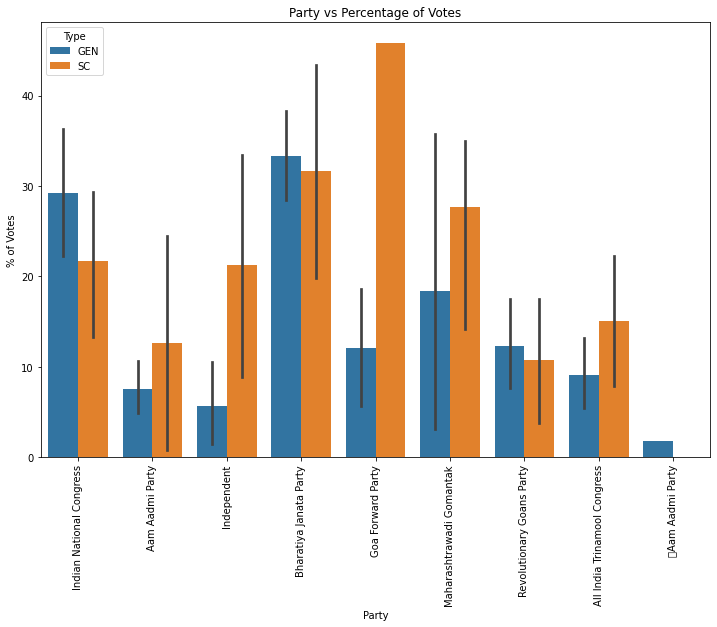 Party vs Percentage of Votes
Type
GEN
SC
% of Votes
40
30
20
10
0
Indian National Congress
Aam Aadmi Party
Independent
Bharatiya Janata Party
Goa Forward Party
Maharashtrawadi Gomantak
Revolutionary Goans Party
All India Trinamool Congress
▯Aam Aadmi Party
Party